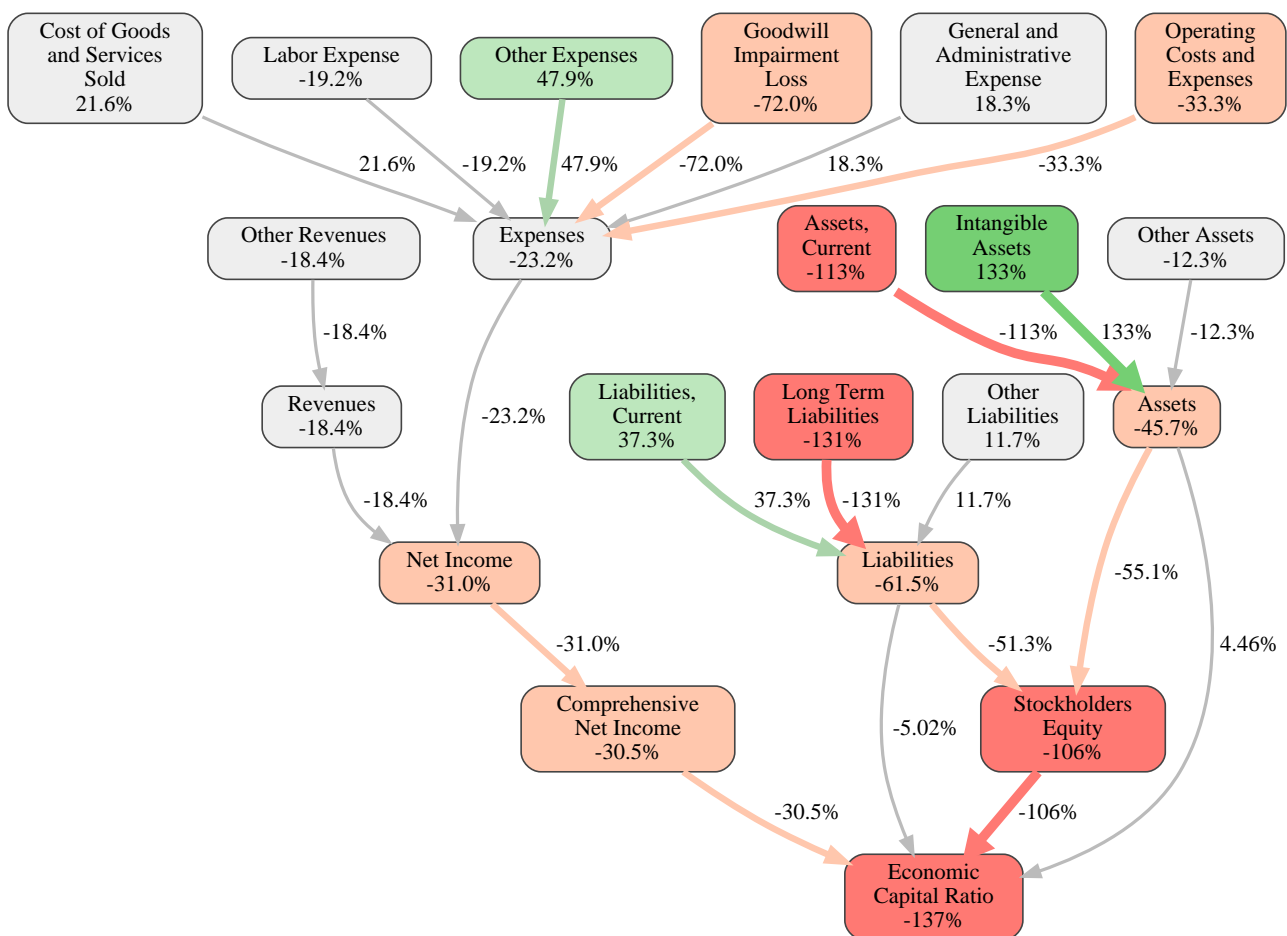 Cost of Goods
and Services
Sold
21.6%
Labor Expense
-19.2%
Other Expenses
47.9%
Goodwill
Impairment
Loss
-72.0%
General and
Administrative
Expense
18.3%
Operating
Costs and
Expenses
-33.3%
21.6%
-19.2%
47.9%
-72.0%
18.3%
-33.3%
Other Revenues
-18.4%
Expenses
-23.2%
Assets,
Current
-113%
Intangible
Assets
133%
Other Assets
-12.3%
-18.4%
-113%
133%
-12.3%
Revenues
-18.4%
-23.2%
Liabilities,
Current
37.3%
Long Term
Liabilities
-131%
Other
Liabilities
11.7%
Assets
-45.7%
-18.4%
37.3%
-131%
11.7%
Net Income
-31.0%
Liabilities
-61.5%
-55.1%
-31.0%
-51.3%
4.46%
Comprehensive
Net Income
-30.5%
-5.02%
Stockholders
Equity
-106%
-30.5%
-106%
Economic
Capital Ratio
-137%